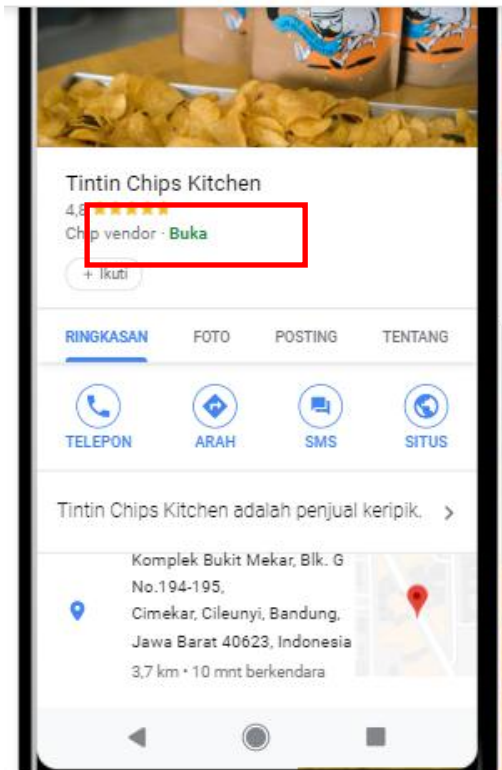 Tintin Chips Kitchen
4,8
Chip vendor · Buka
+ Ikuti
RINGKASAN FOTO POSTING TENTANG
TELEPON ARAH SMS SITUS
Tintin Chips Kitchen adalah penjual keripik.
Komplek Bukit Mekar, Blk. G
No.194-195,
Cimekar, Cileunyi, Bandung,
Jawa Barat 40623, Indonesia
3,7 km • 10 mnt berkendara